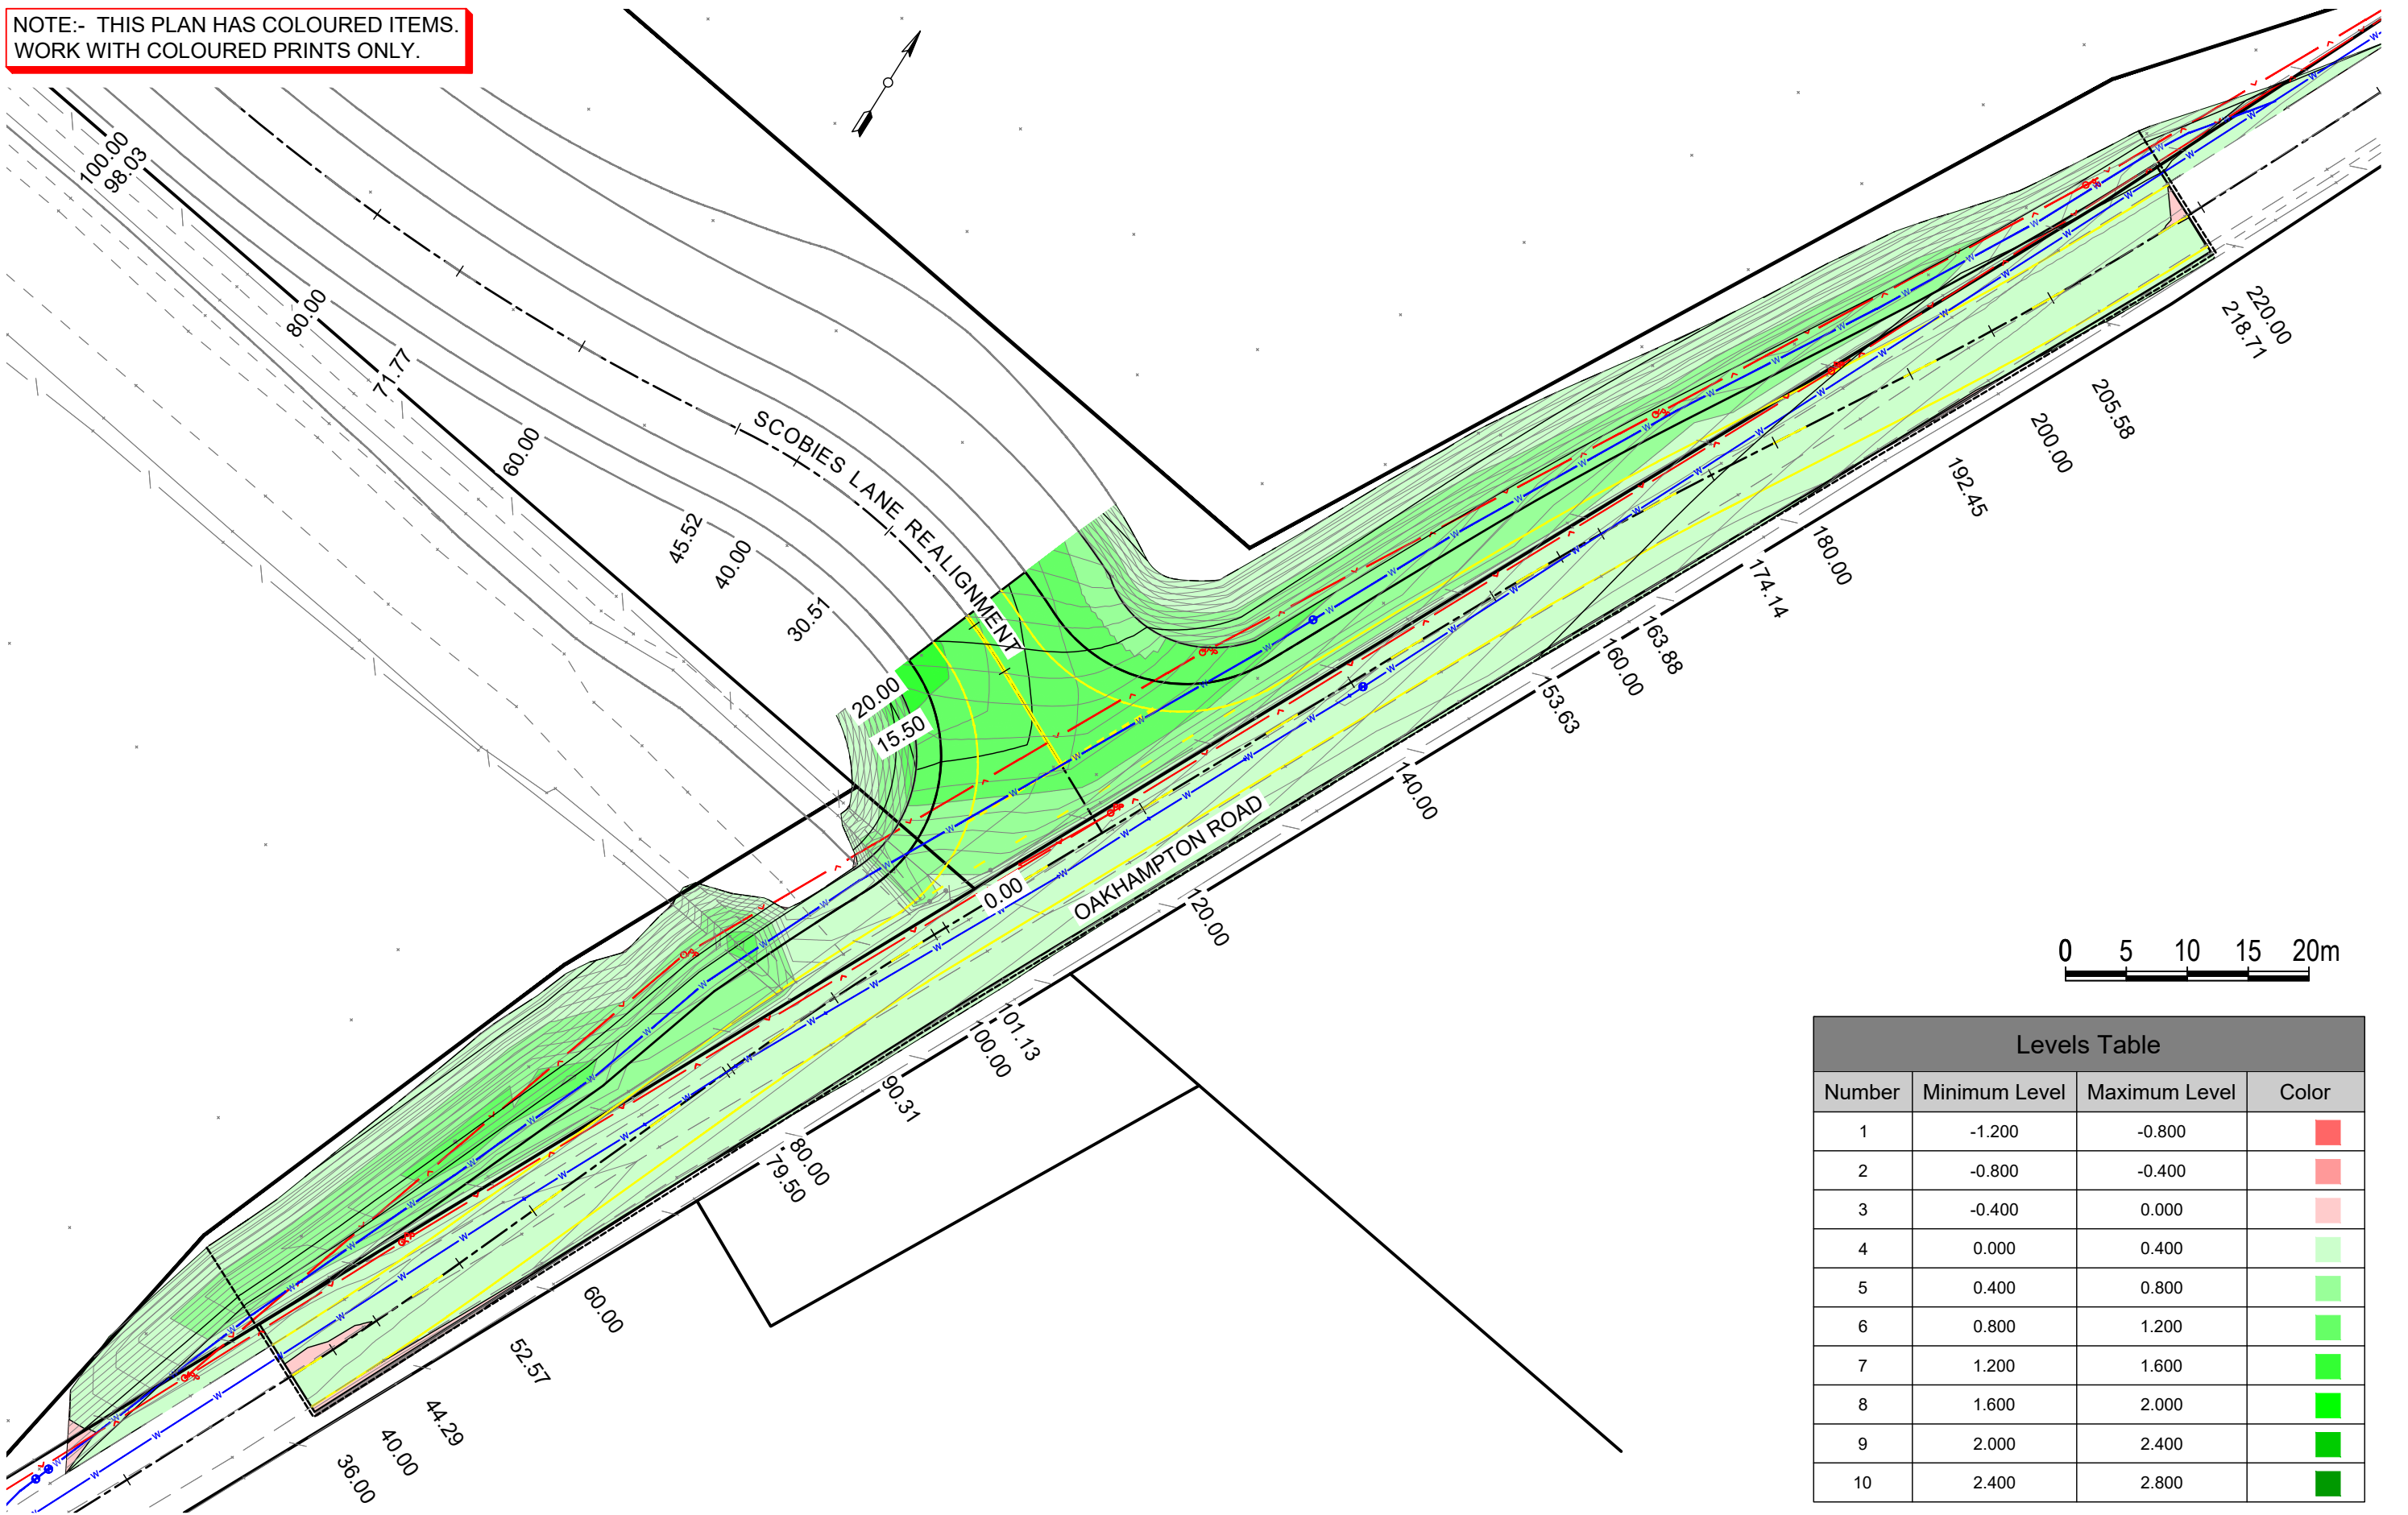 NOTE:- THIS PLAN HAS COLOURED ITEMS.
WORK WITH COLOURED PRINTS ONLY.
100.00
98.03
80.00
71.77
60.00
45.52
40.00
30.51
20.00
15.50
0.00
SCOBIES LANE REALIGNMENT
OAKHAMPTON ROAD
220.00
218.71
205.58
200.00
192.45
180.00
174.14
163.88
160.00
153.63
140.00
120.00
101.13
100.00
90.31
80.00
79.50
60.00
52.57
44.29
40.00
36.00
0 5 10 15 20m
Levels Table
Number Minimum Level Maximum Level Color
1 -1.200 -0.800
2 -0.800 -0.400
3 -0.400 0.000
4 0.000 0.400
5 0.400 0.800
6 0.800 1.200
7 1.200 1.600
8 1.600 2.000
9 2.000 2.400
10 2.400 2.800